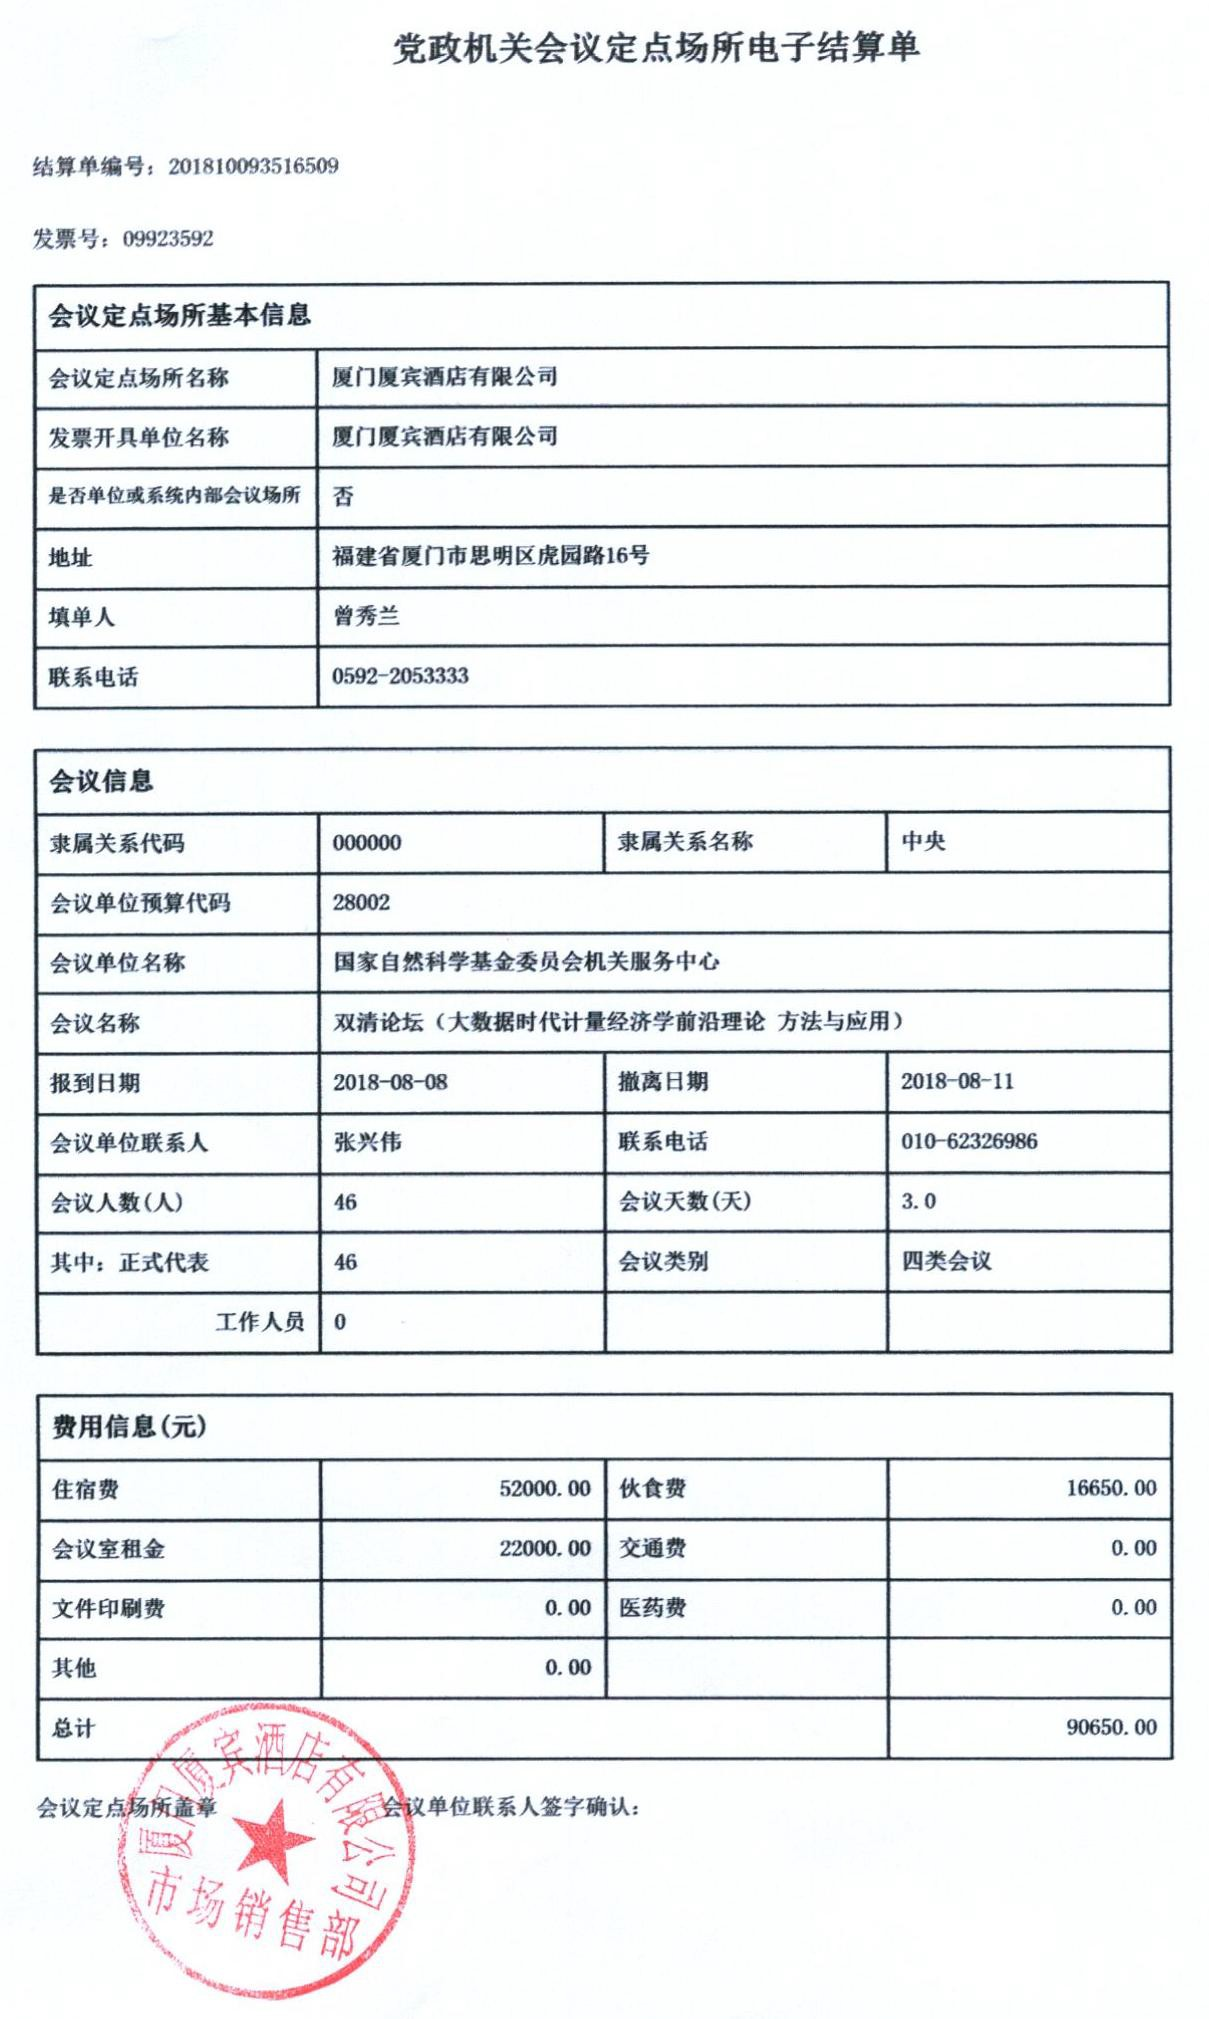 党政机关会议定点场所电子结算单
结算单编号：201810093516509
发票号：09923592
会议定点场所基本信息
会议定点场所名称 厦门厦宾酒店有限公司
发票开具单位名称 厦门厦宾酒店有限公司
是否单位或系统内部会议场所 否
地址 福建省厦门市思明区虎园路16号
填单人 曾秀兰
联系电话 0592-2053333
会议信息
隶属关系代码 000000 隶属关系名称 中央
会议单位预算代码 28002
会议单位名称 国家自然科学基金委员会机关服务中心
会议名称 双清论坛（大数据时代计量经济学前沿理论 方法与应用）
报到日期 2018-08-08 撤离日期 2018-08-11
会议单位联系人 张兴伟 联系电话 010-62326986
会议人数(人) 46 会议天数(天) 3.0
其中：正式代表 46 会议类别 四类会议
工作人员 0
费用信息(元)
住宿费 52000.00 伙食费 16650.00
会议室租金 22000.00 交通费 0.00
文件印刷费 0.00 医药费 0.00
其他 0.00
总计 90650.00
会议定点场所盖章 会议单位联系人签字确认：
厦门厦宾酒店有限公司
市场销售部